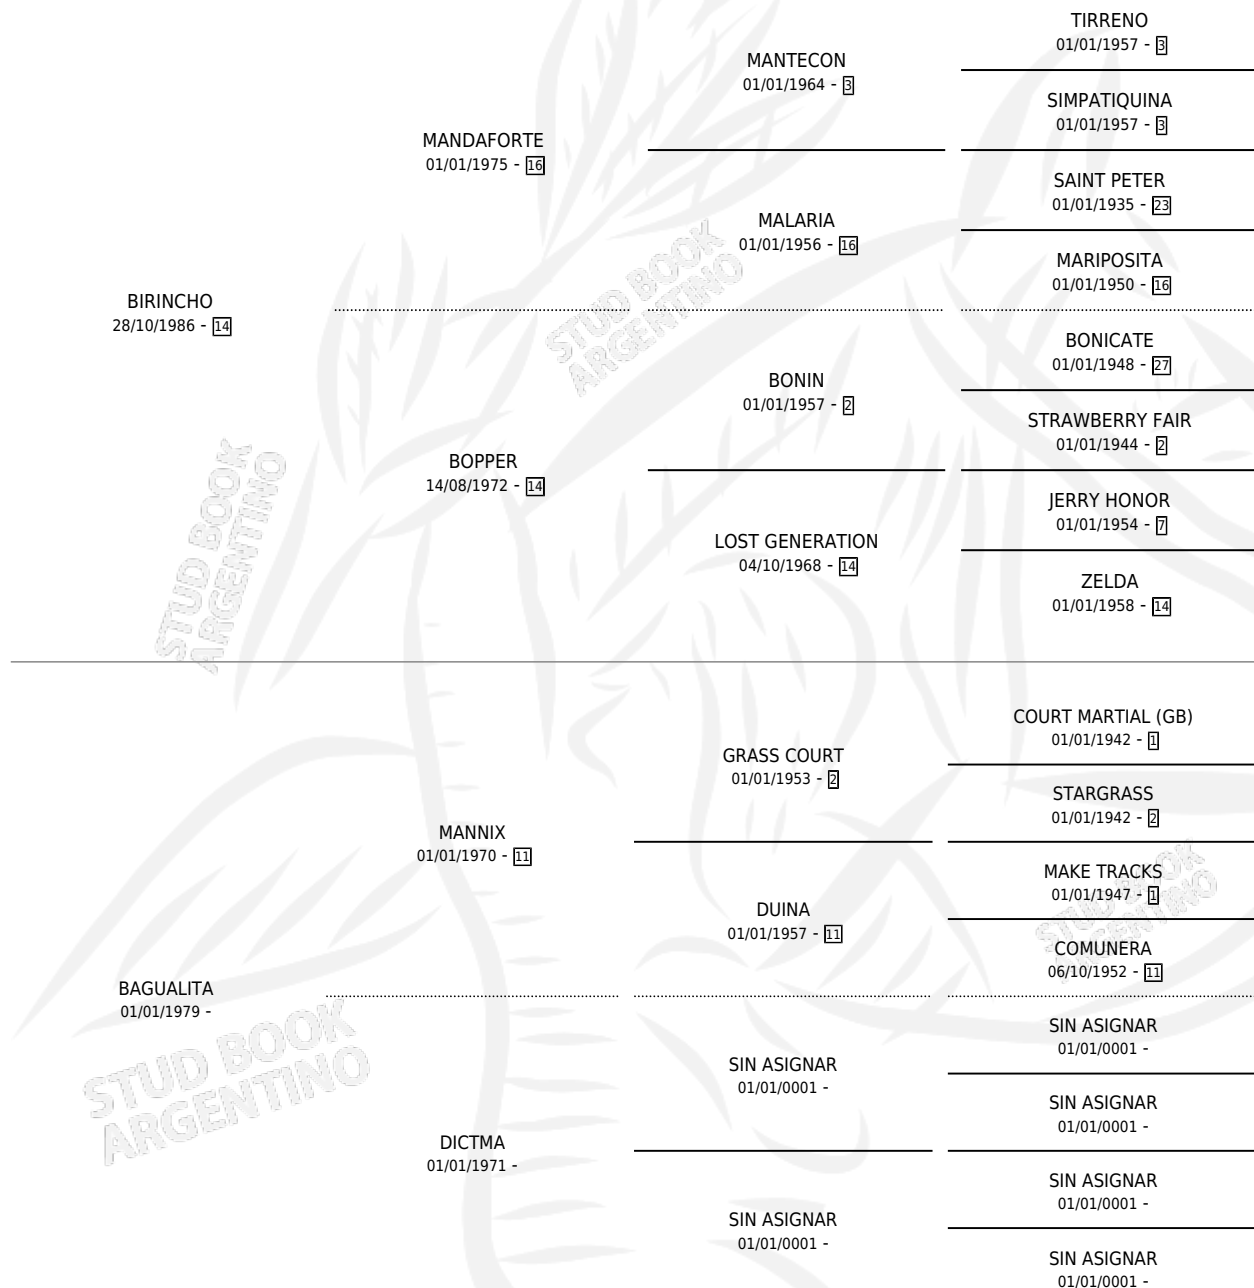 TIRRENO
01/01/1957 - 3
MANTECON
01/01/1964 - 3
SIMPATIQUINA
01/01/1957 - 3
MANDAFORTE
01/01/1975 - 16
SAINT PETER
01/01/1935 - 23
MALARIA
01/01/1956 - 16
MARIPOSITA
01/01/1950 - 16
BIRINCHO
28/10/1986 - 14
STUD BOOK
ARGENTINO
BONICATE
01/01/1948 - 27
BONIN
01/01/1957 - 2
STRAWBERRY FAIR
01/01/1944 - 2
BOPPER
14/08/1972 - 14
JERRY HONOR
01/01/1954 - 7
LOST GENERATION
04/10/1968 - 14
ZELDA
01/01/1958 - 14
STUD BOOK
ARGENTINO
COURT MARTIAL (GB)
01/01/1942 - 1
GRASS COURT
01/01/1953 - 2
STARGRASS
01/01/1942 - 2
MANNIX
01/01/1970 - 11
MAKE TRACKS
01/01/1947 - 1
DUINA
01/01/1957 - 11
STUD BOOK
ARGENTINO
COMUNERA
06/10/1952 - 11
BAGUALITA
01/01/1979 -
STUD BOOK
ARGENTINO
SIN ASIGNAR
01/01/0001 -
SIN ASIGNAR
01/01/0001 -
SIN ASIGNAR
01/01/0001 -
DICTMA
01/01/1971 -
SIN ASIGNAR
01/01/0001 -
SIN ASIGNAR
01/01/0001 -
SIN ASIGNAR
01/01/0001 -